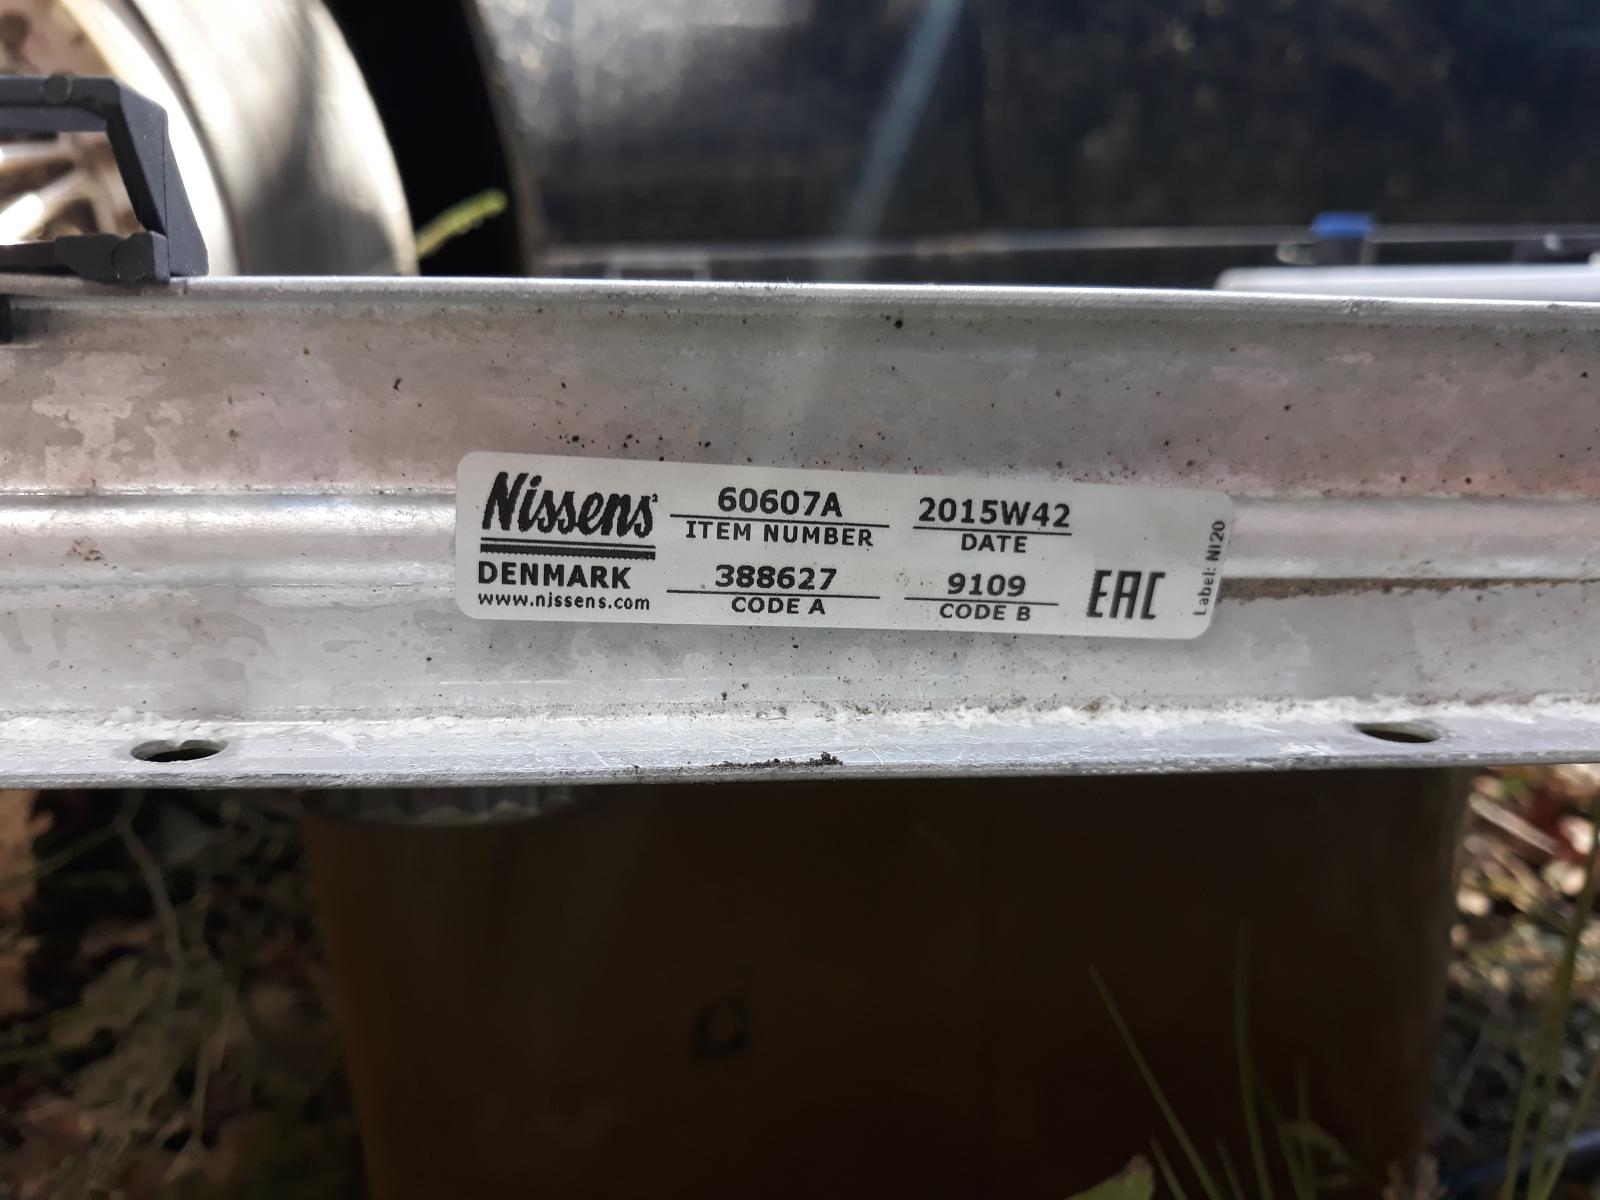 Nissens
DENMARK
www.nissens.com
60607A
ITEM NUMBER
2015W42
DATE
388627
CODE A
9109
CODE B
EAC
Label: NI20